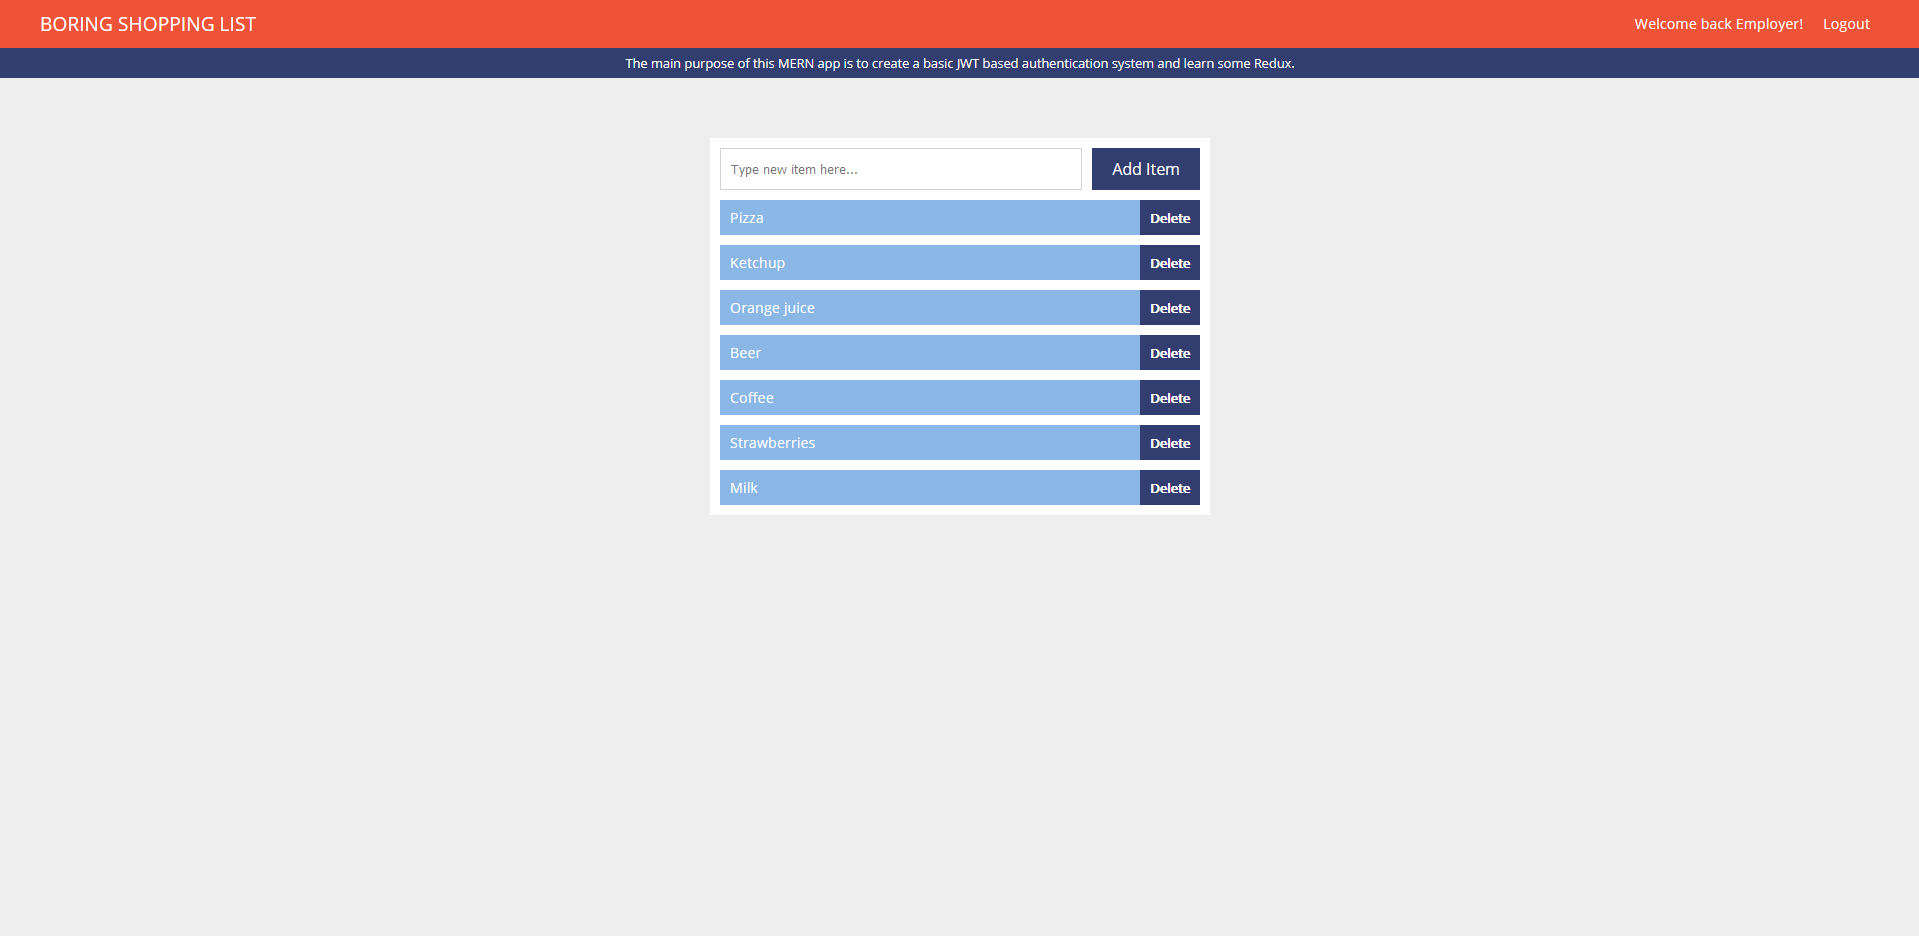 BORING SHOPPING LIST
Welcome back Employer! Logout
The main purpose of this MERN app is to create a basic JWT based authentication system and learn some Redux.
Type new item here...
Add Item
Pizza Delete
Ketchup Delete
Orange juice Delete
Beer Delete
Coffee Delete
Strawberries Delete
Milk Delete